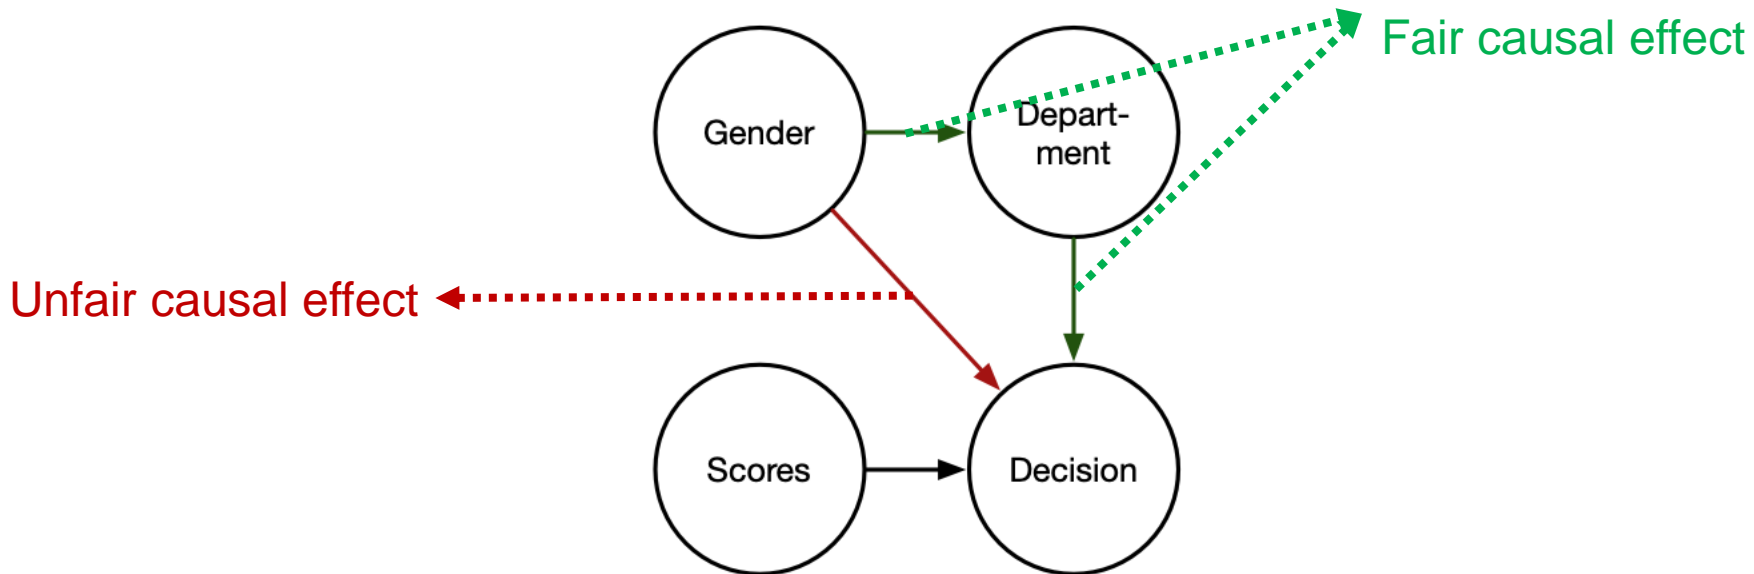 Fair causal effect
Gender
Depart-
ment
Unfair causal effect
Scores
Decision